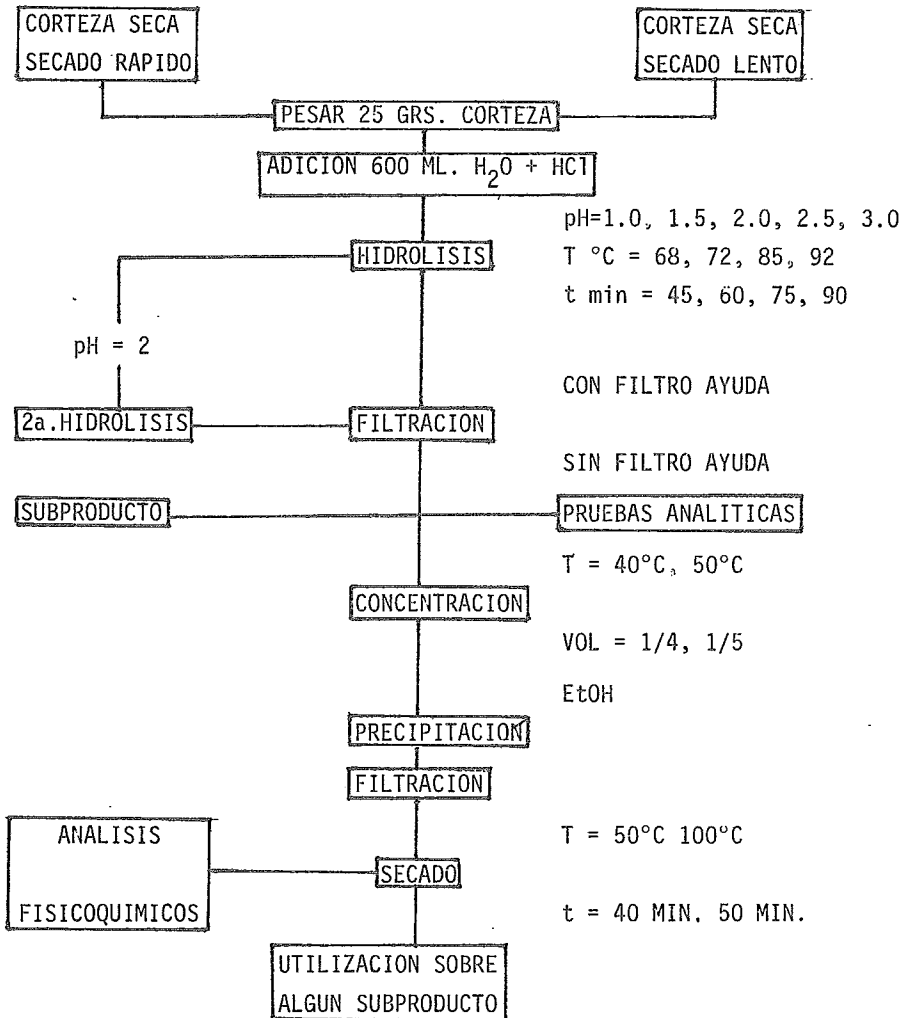 CORTEZA SECA
SECADO RAPIDO
CORTEZA SECA
SECADO LENTO
PESAR 25 GRS. CORTEZA
ADICION 600 ML. H2O + HCl
pH=1.0, 1.5, 2.0, 2.5, 3.0
HIDROLISIS
T °C = 68, 72, 85, 92
t min = 45, 60, 75, 90
pH = 2
CON FILTRO AYUDA
2a.HIDROLISIS
FILTRACION
SIN FILTRO AYUDA
SUBPRODUCTO
PRUEBAS ANALITICAS
T = 40°C, 50°C
CONCENTRACION
VOL = 1/4, 1/5
EtOH
PRECIPITACION
FILTRACION
ANALISIS
FISICOQUIMICOS
T = 50°C 100°C
SECADO
t = 40 MIN. 50 MIN.
UTILIZACION SOBRE
ALGUN SUBPRODUCTO